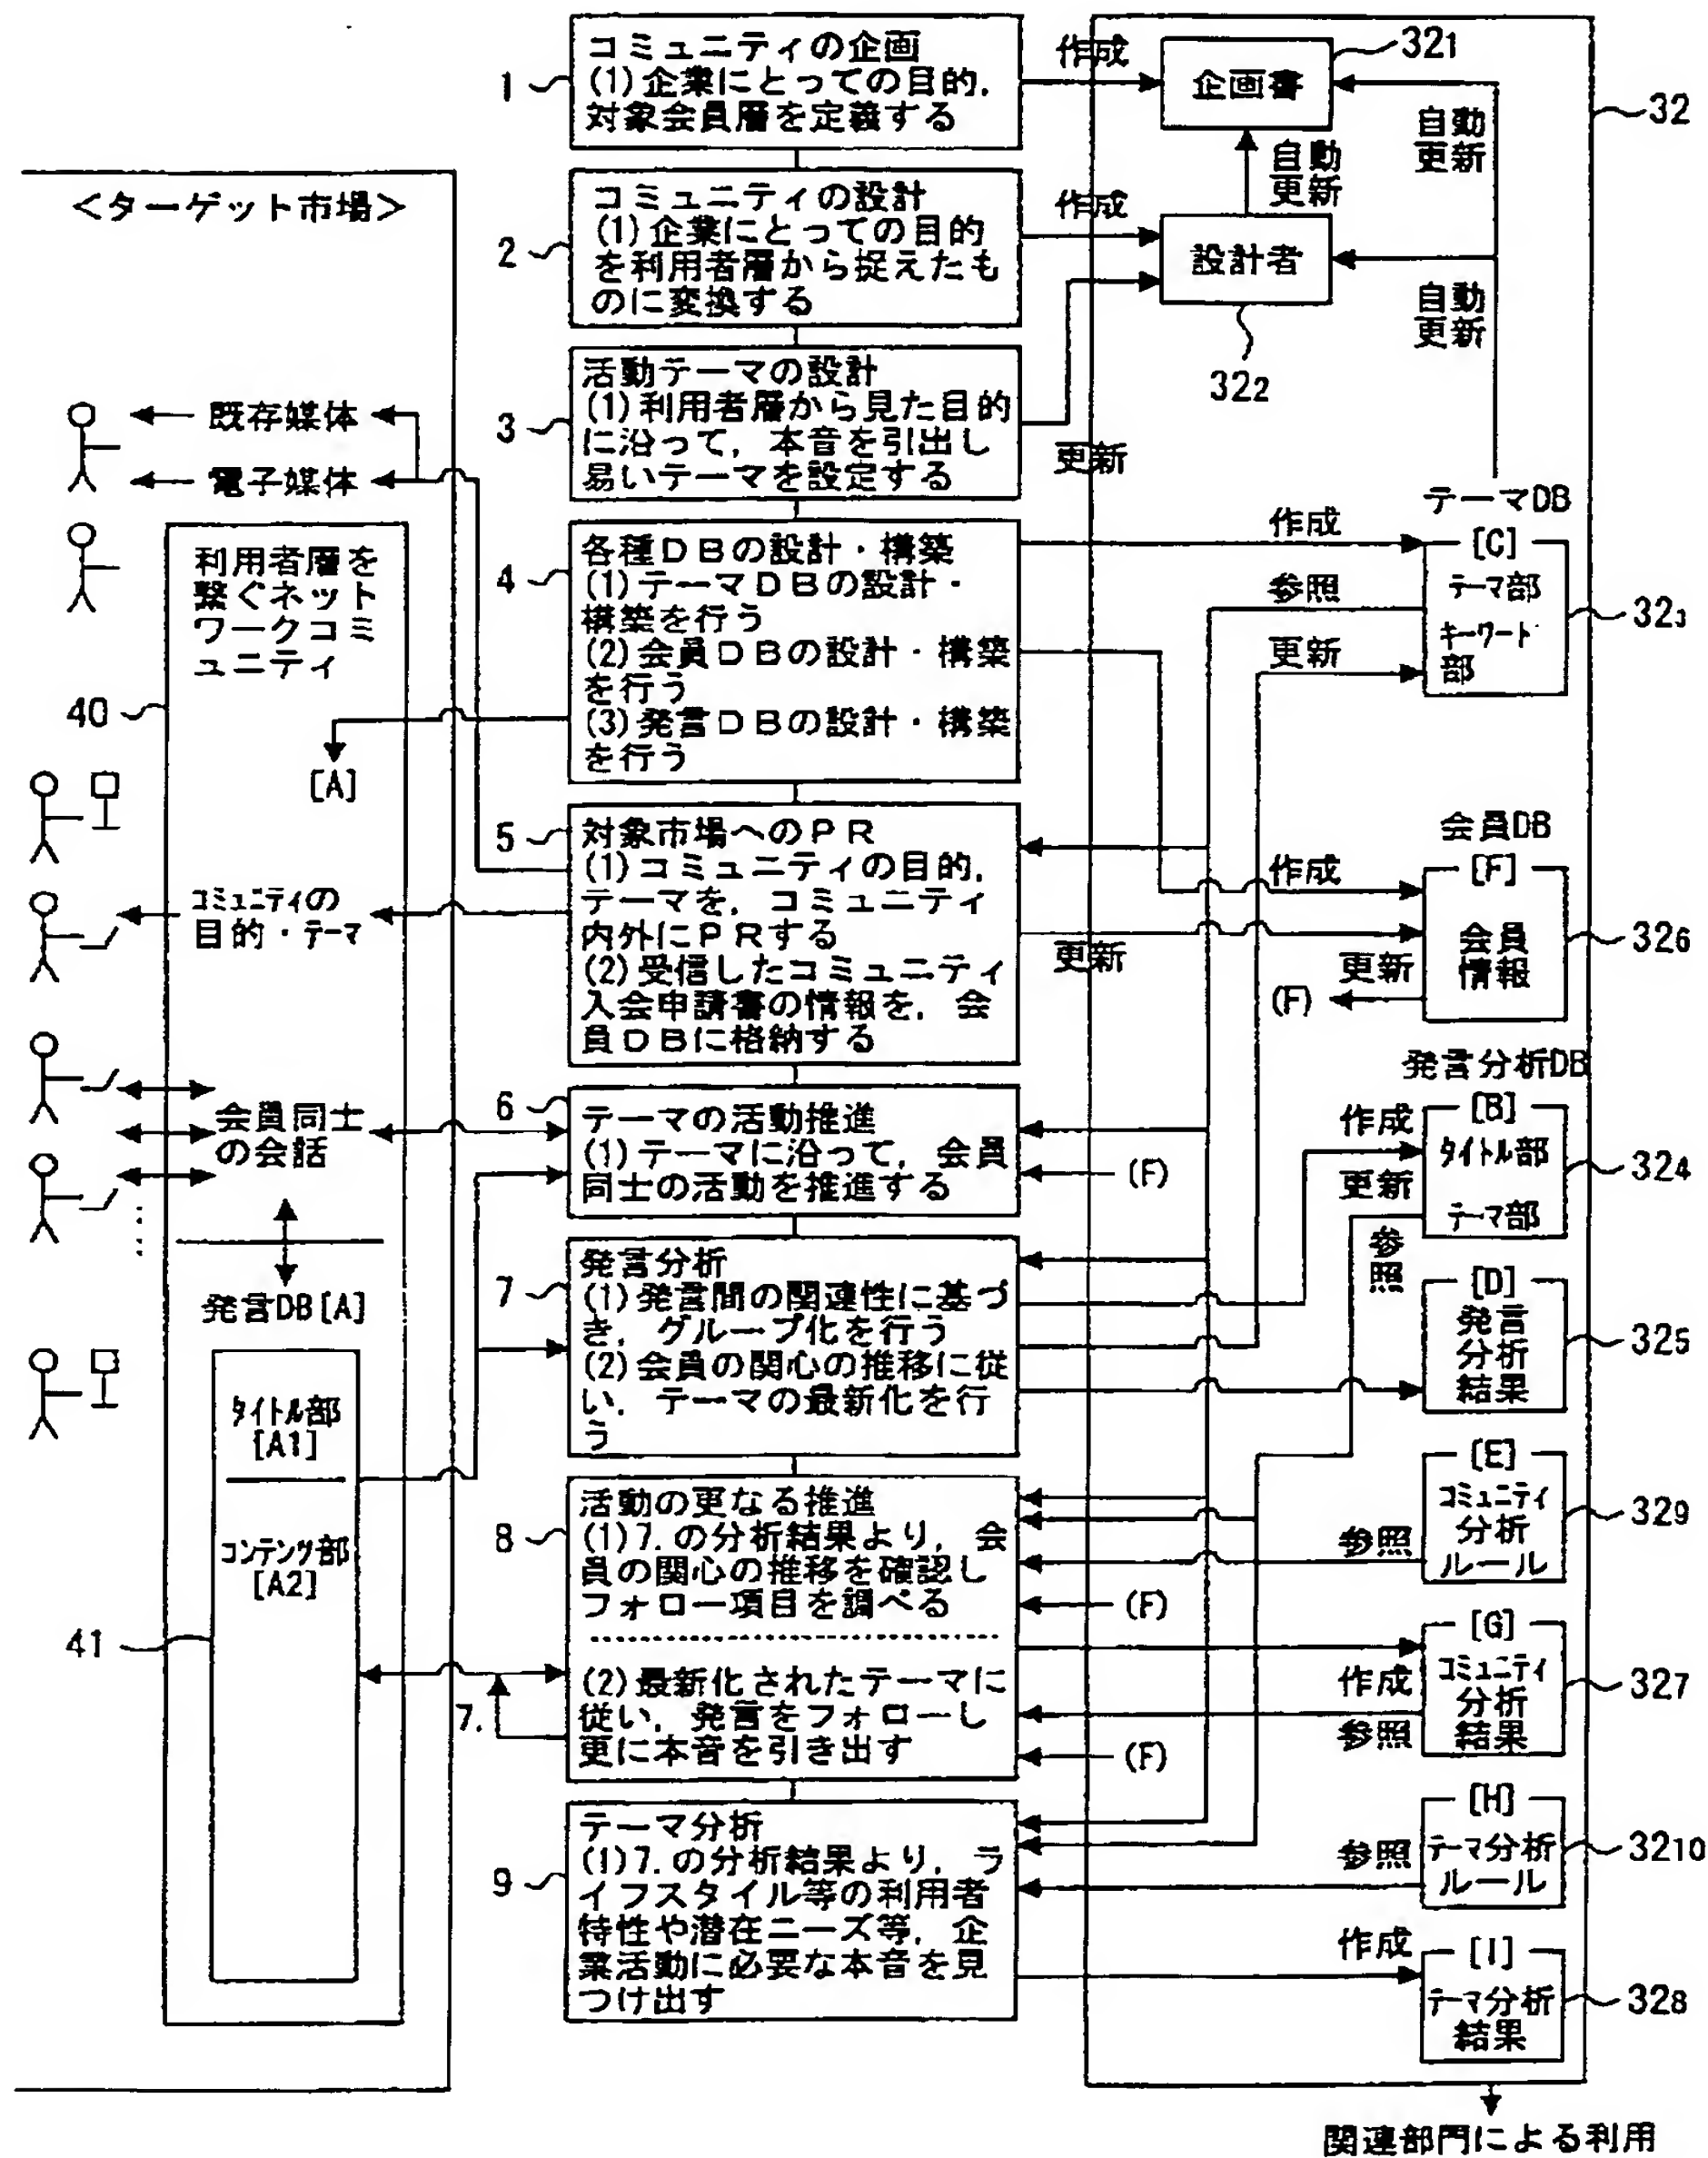 コミュニティの企画
(1)企業にとっての目的,
対象会員層を定義する
1
作成
企画書
321
32
自動
更新
自動
更新
<ターゲット市場>
コミュニティの設計
(1)企業にとっての目的
を利用者層から捉えたも
のに変換する
2
作成
設計者
322
自動
更新
活動テーマの設計
(1)利用者層から見た目的
に沿って,本音を引出し
易いテーマを設定する
3
更新
既存媒体
電子媒体
利用者層を
繋ぐネット
ワークコミ
ュニティ
40
[A]
各種DBの設計・構築
(1)テーマDBの設計・
構築を行う
(2)会員DBの設計・構築
を行う
(3)発言DBの設計・構築
を行う
4
作成
参照
更新
テーマDB
[C]
テーマ部
キーワート
部
323
対象市場へのPR
(1)コミュニティの目的,
テーマを,コミュニティ
内外にPRする
(2)受信したコミュニティ
入会申請書の情報を,会
員DBに格納する
5
コミュニティの
目的・テーマ
作成
更新
会員DB
[F]
会員
情報
326
更新
(F)
テーマの活動推進
(1)テーマに沿って,会員
同士の活動を推進する
6
会員同士
の会話
(F)
発言分析DB
[B]
タイトル部
テーマ部
324
作成
更新
参
照
発言DB[A]
発言分析
(1)発言間の関連性に基づ
き,グループ化を行う
(2)会員の関心の推移に従
い,テーマの最新化を行
う
7
[D]
発言
分析
結果
325
タイトル部
[A1]
コンテンツ部
[A2]
41
活動の更なる推進
(1)7.の分析結果より,会
員の関心の推移を確認し
フォロー項目を調べる
(2)最新化されたテーマに
従い,発言をフォローし
更に本音を引き出す
8
7.
参照
(F)
(F)
[E]
コミュニティ
分析
ルール
329
作成
参照
[G]
コミュニティ
分析
結果
327
テーマ分析
(1)7.の分析結果より,ラ
イフスタイル等の利用者
特性や潜在ニーズ等,企
業活動に必要な本音を見
つけ出す
9
参照
[H]
テーマ分析
ルール
3210
作成
[I]
テーマ分析
結果
328
関連部門による利用